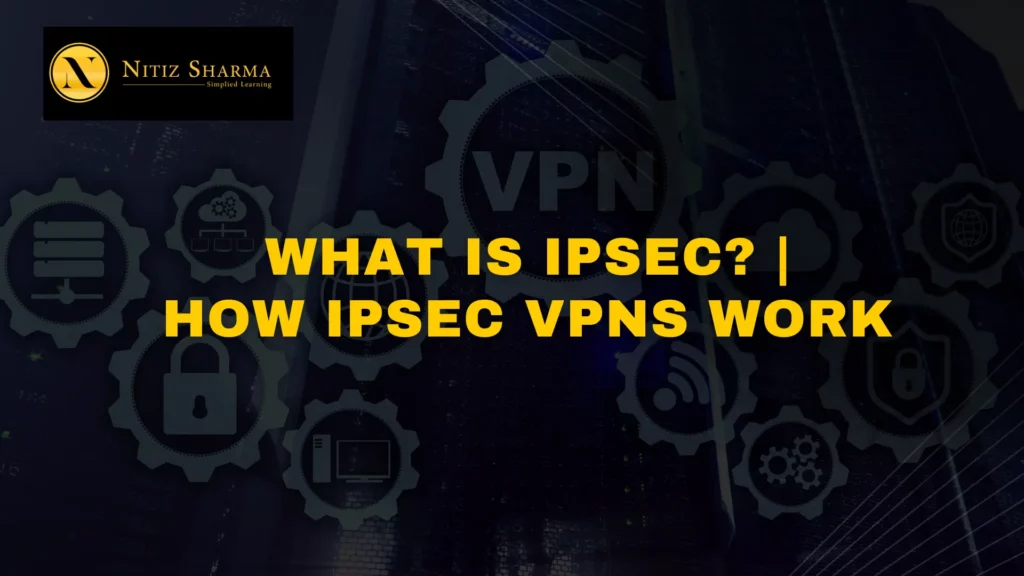 N
NITIZ SHARMA
Simplied Learning
VPN
WHAT IS IPSEC? |
HOW IPSEC VPNS WORK